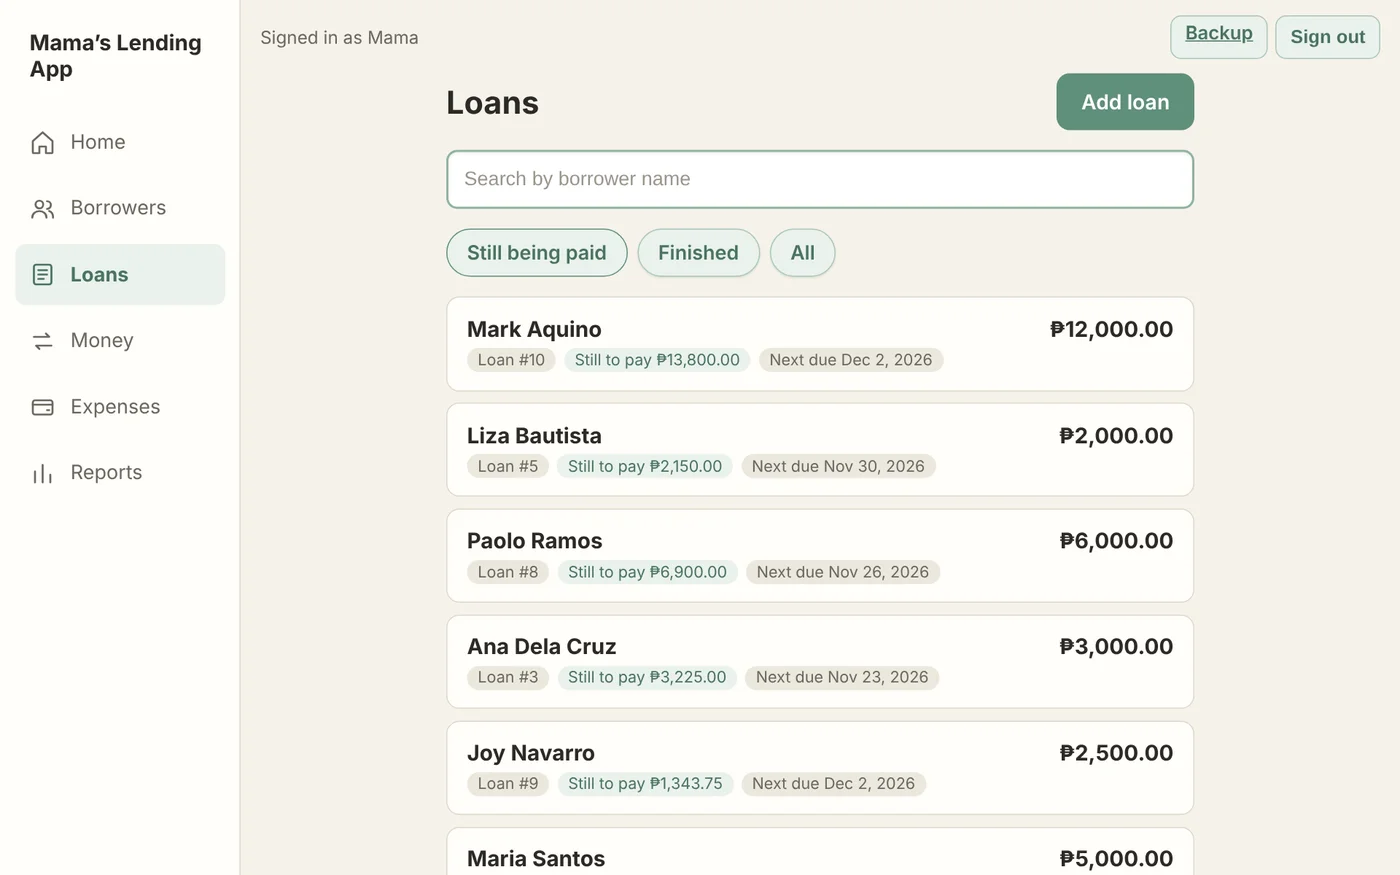 Mama’s Lending
App
Home
Borrowers
Loans
Money
Expenses
Reports
Signed in as Mama
Backup
Sign out
Loans
Add loan
Search by borrower name
Still being paid
Finished
All
Mark Aquino
₱12,000.00
Loan #10
Still to pay ₱13,800.00
Next due Dec 2, 2026
Liza Bautista
₱2,000.00
Loan #5
Still to pay ₱2,150.00
Next due Nov 30, 2026
Paolo Ramos
₱6,000.00
Loan #8
Still to pay ₱6,900.00
Next due Nov 26, 2026
Ana Dela Cruz
₱3,000.00
Loan #3
Still to pay ₱3,225.00
Next due Nov 23, 2026
Joy Navarro
₱2,500.00
Loan #9
Still to pay ₱1,343.75
Next due Dec 2, 2026
Maria Santos
₱5,000.00